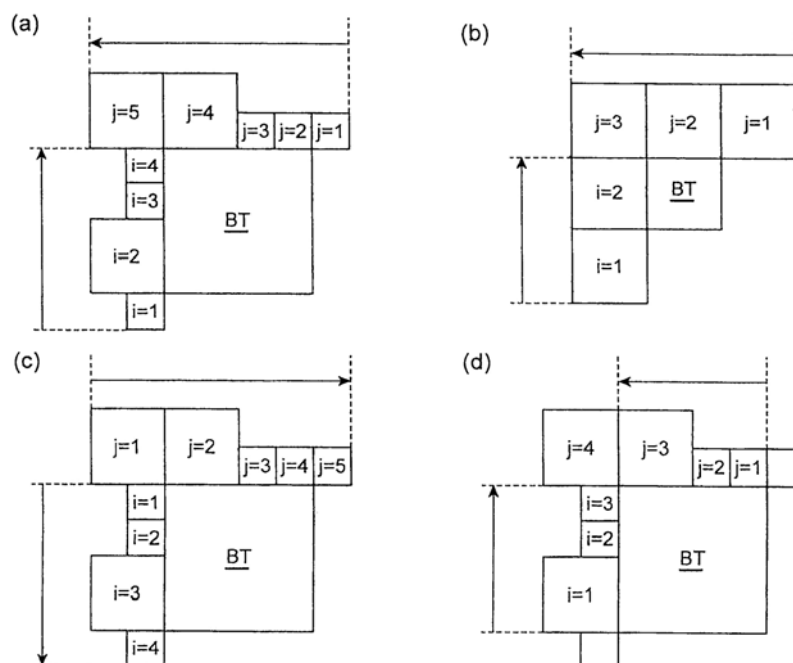 (a)
j=5 j=4 j=3 j=2 j=1
i=4
i=3
BT
i=2
i=1
(b)
j=3 j=2 j=1
i=2 BT
i=1
(c)
j=1 j=2 j=3 j=4 j=5
i=1
i=2
BT
i=3
i=4
(d)
j=4 j=3 j=2 j=1
i=3
i=2
BT
i=1